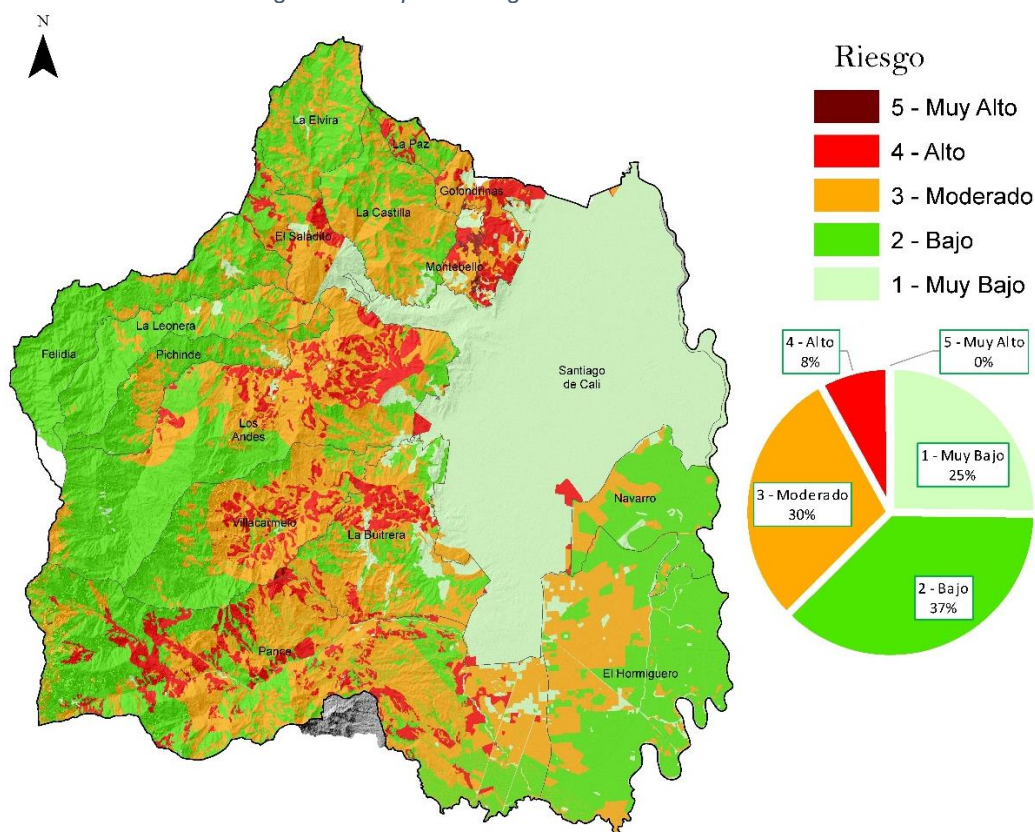 N
Riesgo
5 - Muy Alto
4 - Alto
3 - Moderado
2 - Bajo
1 - Muy Bajo
La Elvira
La Paz
Golondrinas
La Castilla
El Saladito
Montebello
La Leonera
Felidia
Pichinde
Santiago
de Cali
Los
Andes
Navarro
Villacarmelo
La Buitrera
Pance
El Hormiguero
4 - Alto
8%
5 - Muy Alto
0%
1 - Muy Bajo
25%
3 - Moderado
30%
2 - Bajo
37%